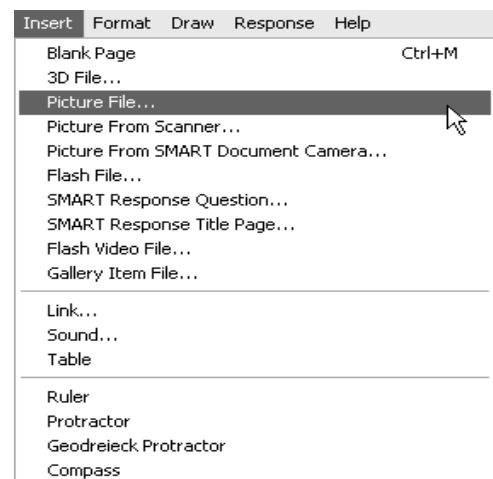 Insert Format Draw Response Help
Blank Page Ctrl+M
3D File...
Picture File...
Picture From Scanner...
Picture From SMART Document Camera...
Flash File...
SMART Response Question...
SMART Response Title Page...
Flash Video File...
Gallery Item File...
Link...
Sound...
Table
Ruler
Protractor
Geodreieck Protractor
Compass